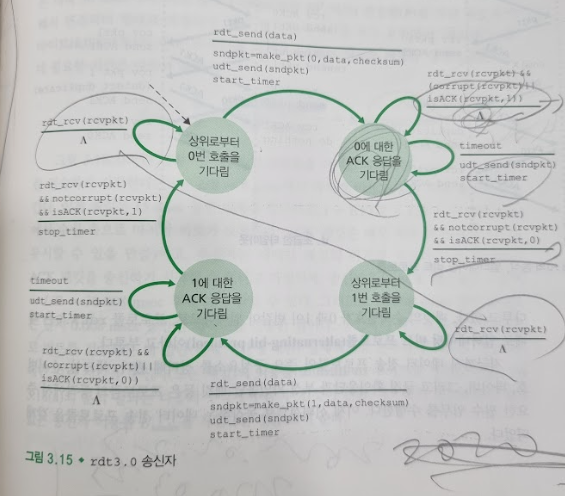 rdt_send(data)
sndpkt=make_pkt(0,data,checksum)
udt_send(sndpkt)
start_timer
rdt_rcv(rcvpkt) &&
(corrupt(rcvpkt)||
isACK(rcvpkt,1))
Λ
rdt_rcv(rcvpkt)
Λ
상위로부터
0번 호출을
기다림
0에 대한
ACK 응답을
기다림
timeout
udt_send(sndpkt)
start_timer
rdt_rcv(rcvpkt)
&& notcorrupt(rcvpkt)
&& isACK(rcvpkt,1)
stop_timer
rdt_rcv(rcvpkt)
&& notcorrupt(rcvpkt)
&& isACK(rcvpkt,0)
stop_timer
timeout
udt_send(sndpkt)
start_timer
1에 대한
ACK 응답을
기다림
상위로부터
1번 호출을
기다림
rdt_rcv(rcvpkt)
Λ
rdt_rcv(rcvpkt) &&
(corrupt(rcvpkt)||
isACK(rcvpkt,0))
Λ
rdt_send(data)
sndpkt=make_pkt(1,data,checksum)
udt_send(sndpkt)
start_timer
그림 3.15 ◆ rdt3.0 송신자